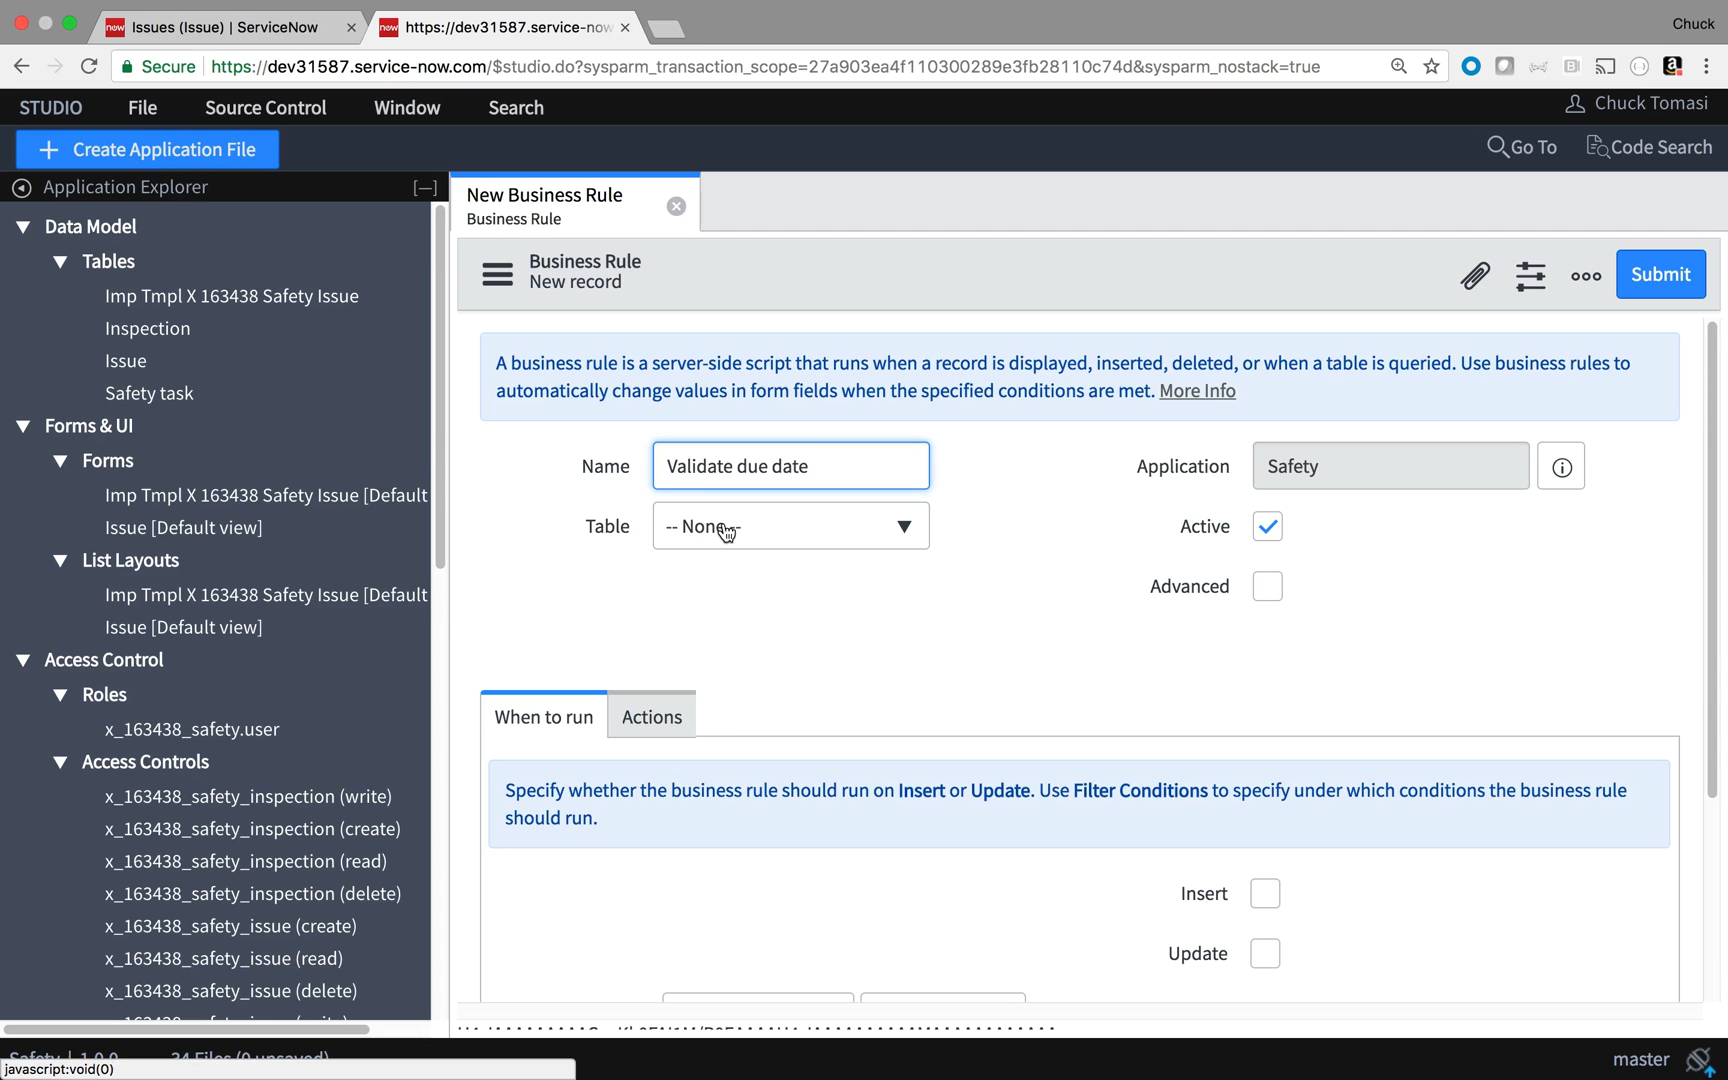 Issues (Issue) | ServiceNow
https://dev31587.service-now
Chuck
Secure
https://dev31587.service-now.com/$studio.do?sysparm_transaction_scope=27a903ea4f110300289e3fb28110c74d&sysparm_nostack=true
STUDIO File Source Control Window Search
Chuck Tomasi
Create Application File
Go To
Code Search
Application Explorer
[—]
Data Model
Tables
Imp Tmpl X 163438 Safety Issue
Inspection
Issue
Safety task
Forms & UI
Forms
Imp Tmpl X 163438 Safety Issue [Default
Issue [Default view]
List Layouts
Imp Tmpl X 163438 Safety Issue [Default
Issue [Default view]
Access Control
Roles
x_163438_safety.user
Access Controls
x_163438_safety_inspection (write)
x_163438_safety_inspection (create)
x_163438_safety_inspection (read)
x_163438_safety_inspection (delete)
x_163438_safety_issue (create)
x_163438_safety_issue (read)
x_163438_safety_issue (delete)
New Business Rule
Business Rule
Business Rule
New record
Submit
A business rule is a server-side script that runs when a record is displayed, inserted, deleted, or when a table is queried. Use business rules to
automatically change values in form fields when the specified conditions are met. More Info
Name
Validate due date
Application
Safety
Table
-- None --
Active
Advanced
When to run
Actions
Specify whether the business rule should run on Insert or Update. Use Filter Conditions to specify under which conditions the business rule
should run.
Insert
Update
Safety | 1.0.0
34 Files (0 unsaved)
javascript:void(0)
master